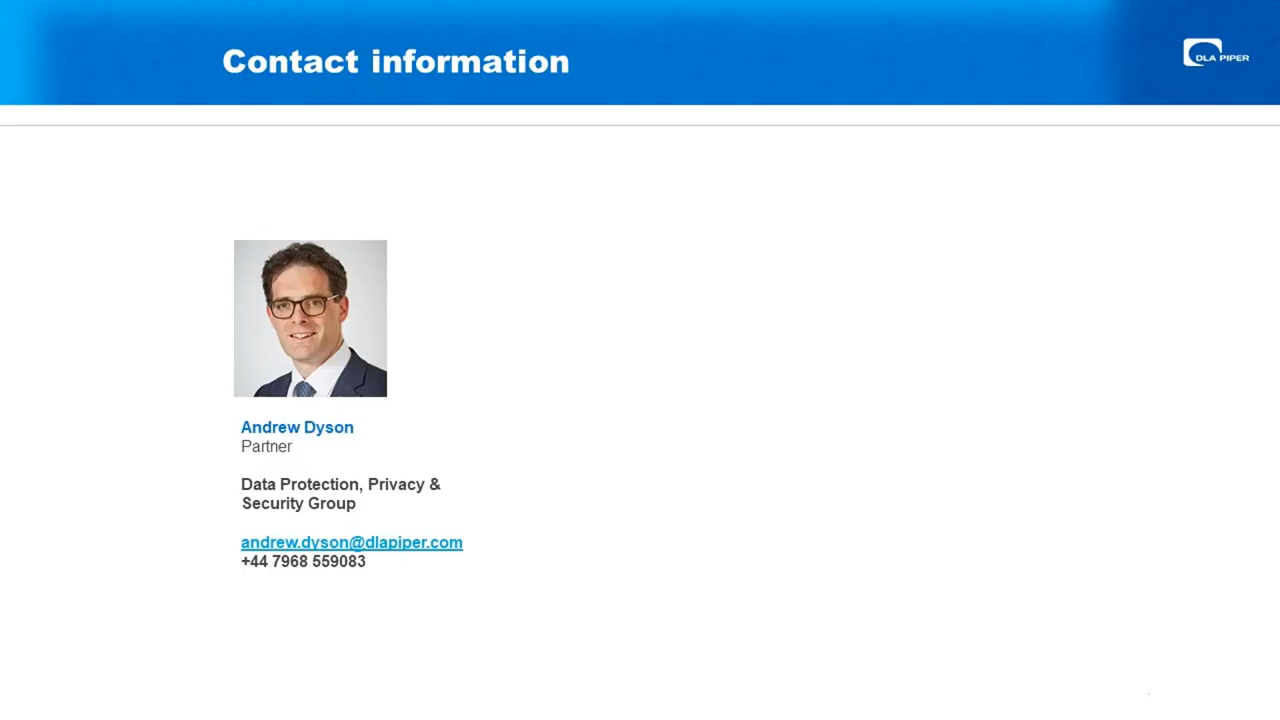 Contact information
DLA PIPER
Andrew Dyson
Partner
Data Protection, Privacy &
Security Group
andrew.dyson@dlapiper.com
+44 7968 559083